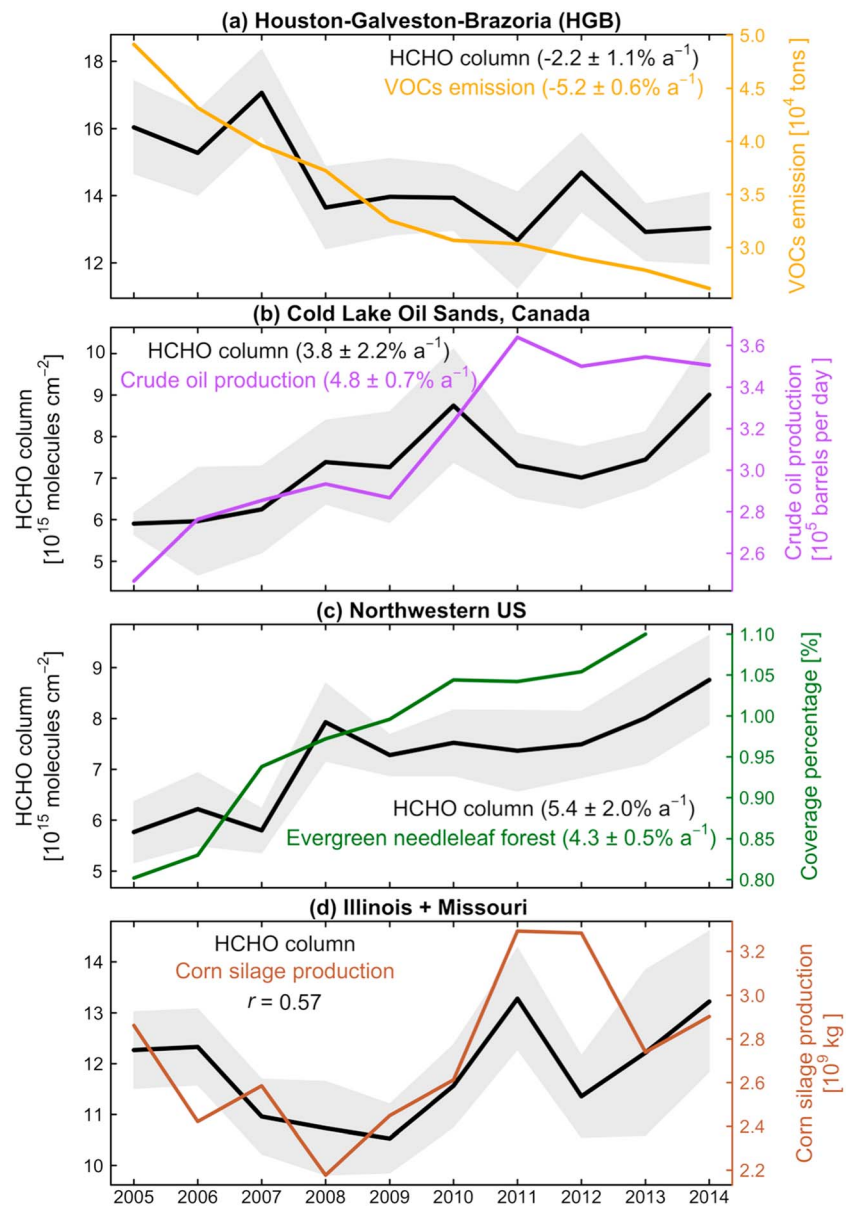 (a) Houston-Galveston-Brazoria (HGB)
HCHO column (-2.2 ± 1.1% a⁻¹)
VOCs emission (-5.2 ± 0.6% a⁻¹)
18
16
14
12
5.0
4.5
4.0
3.5
3.0
VOCs emission [10⁴ tons]
(b) Cold Lake Oil Sands, Canada
HCHO column (3.8 ± 2.2% a⁻¹)
Crude oil production (4.8 ± 0.7% a⁻¹)
HCHO column
[10¹⁵ molecules cm⁻²]
10
9
8
7
6
5
3.6
3.4
3.2
3.0
2.8
2.6
Crude oil production
[10⁵ barrels per day]
(c) Northwestern US
HCHO column (5.4 ± 2.0% a⁻¹)
Evergreen needleleaf forest (4.3 ± 0.5% a⁻¹)
HCHO column
[10¹⁵ molecules cm⁻²]
9
8
7
6
5
1.10
1.05
1.00
0.95
0.90
0.85
0.80
Coverage percentage [%]
(d) Illinois + Missouri
HCHO column
Corn silage production
r = 0.57
14
13
12
11
10
3.2
3.0
2.8
2.6
2.4
2.2
Corn silage production
[10⁹ kg]
2005 2006 2007 2008 2009 2010 2011 2012 2013 2014